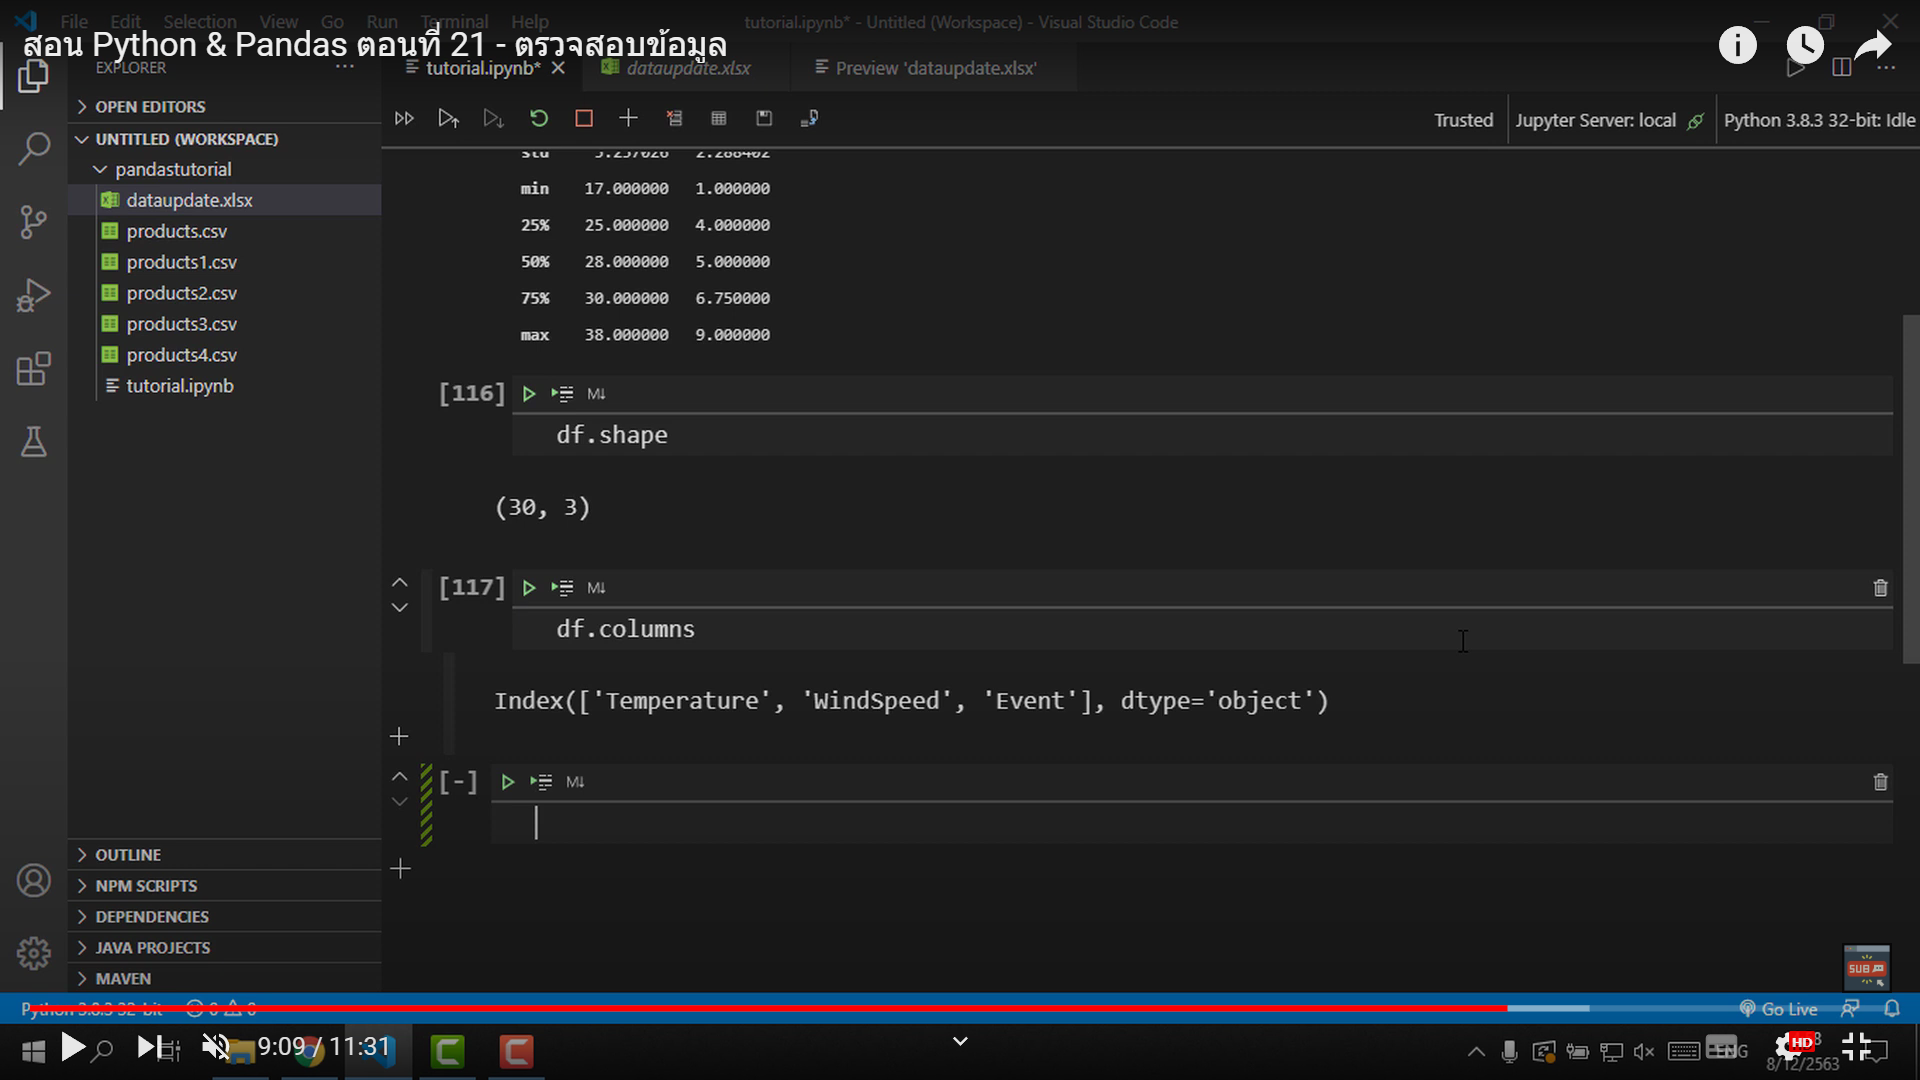 File Edit Selection View Go Run Terminal Help
tutorial.ipynb* - Untitled (Workspace) - Visual Studio Code
สอน Python & Pandas ตอนที่ 21 - ตรวจสอบข้อมูล
EXPLORER
tutorial.ipynb*
dataupdate.xlsx
Preview 'dataupdate.xlsx'
OPEN EDITORS
UNTITLED (WORKSPACE)
pandastutorial
dataupdate.xlsx
products.csv
products1.csv
products2.csv
products3.csv
products4.csv
tutorial.ipynb
OUTLINE
NPM SCRIPTS
DEPENDENCIES
JAVA PROJECTS
MAVEN
Trusted
Jupyter Server: local
Python 3.8.3 32-bit: Idle
std 5.257026 2.288402
min 17.000000 1.000000
25% 25.000000 4.000000
50% 28.000000 5.000000
75% 30.000000 6.750000
max 38.000000 9.000000
[116] M↓
df.shape
(30, 3)
[117] M↓
df.columns
Index(['Temperature', 'WindSpeed', 'Event'], dtype='object')
[-] M↓
SUB
Python 3.8.3 32-bit 0 0
Go Live
9:09 / 11:31
ENG
HD
8/12/2563